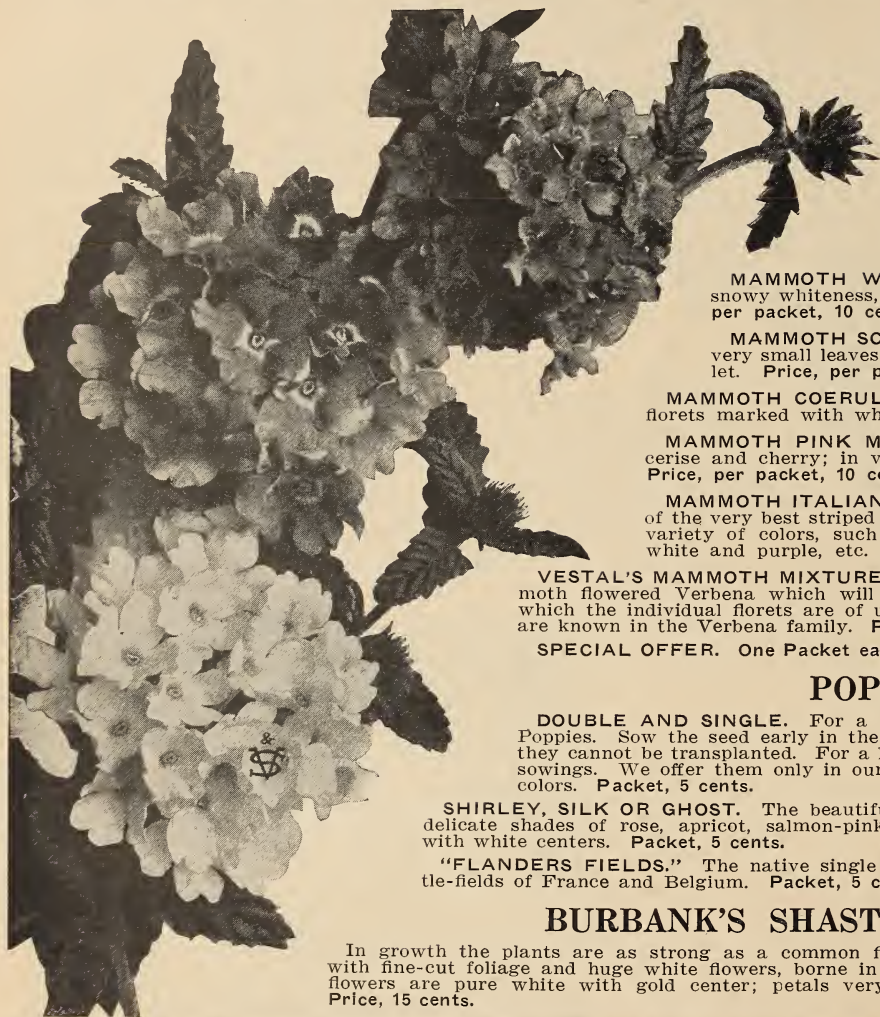 MAMMOTH W
snowy whiteness,
per packet, 10 ce
MAMMOTH SC
very small leaves
let. Price, per p
MAMMOTH COERUL
florets marked with wh
MAMMOTH PINK M
cerise and cherry; in v
Price, per packet, 10 ce
MAMMOTH ITALIAN
of the very best striped
variety of colors, such
white and purple, etc.
VESTAL'S MAMMOTH MIXTURE
moth flowered Verbena which will
which the individual florets are of u
are known in the Verbena family. P
SPECIAL OFFER. One Packet ea
POP
DOUBLE AND SINGLE. For a
Poppies. Sow the seed early in the
they cannot be transplanted. For a l
sowings. We offer them only in our
colors. Packet, 5 cents.
SHIRLEY, SILK OR GHOST. The beautifu
delicate shades of rose, apricot, salmon-pink
with white centers. Packet, 5 cents.
"FLANDERS FIELDS." The native single
tle-fields of France and Belgium. Packet, 5 c
BURBANK'S SHAST
In growth the plants are as strong as a common f
with fine-cut foliage and huge white flowers, borne in
flowers are pure white with gold center; petals very
Price, 15 cents.